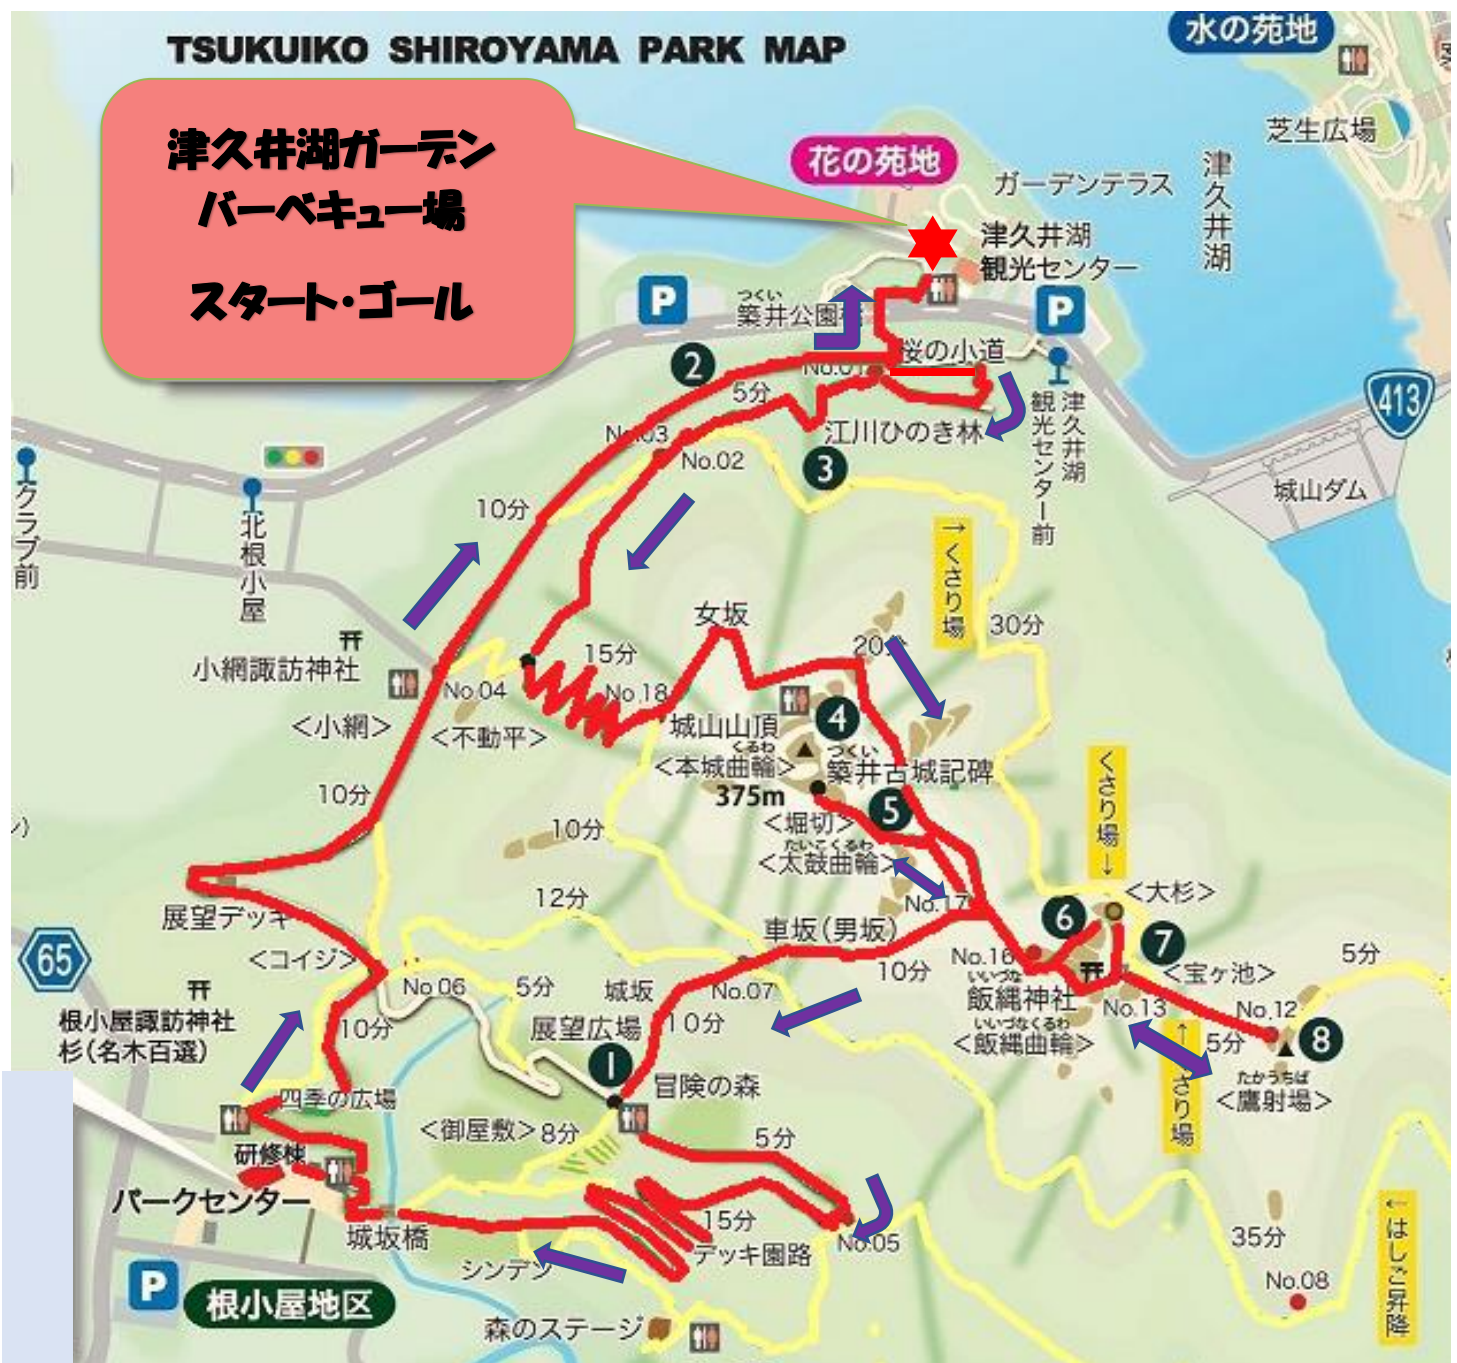 TSUKUIKO SHIROYAMA PARK MAP
水の苑地
芝生広場
津久井湖ガーデン
バーベキュー場
スタート・ゴール
花の苑地
ガーデンテラス
津久井湖
津久井湖
観光センター
P
つくい
築井公園
P
桜の小道
No.01
2
5分
江川ひのき林
津久井湖
観光センター前
413
No.03
No.02
3
城山ダム
クラブ前
北根小屋
10分
→くさり場
30分
女坂
20分
15分
小網諏訪神社
No.04
No.18
<小網>
<不動平>
城山山頂
くるわ
<本城曲輪>
375m
4
つくい
築井古城記碑
くさり場↓
10分
10分
<堀切>
5
たいこくるわ
<太鼓曲輪>
<大杉>
12分
No.17
6
7
展望デッキ
車坂(男坂)
65
<コイジ>
10分
No.16
<宝ヶ池>
5分
No.06
5分
城坂
No.07
いいづな
飯縄神社
No.13
No.12
根小屋諏訪神社
杉(名木百選)
10分
展望広場
10分
いいづなくるわ
<飯縄曲輪>
5分
8
1
冒険の森
たかうちば
<鷹射場>
四季の広場
<御屋敷>
8分
5分
研修棟
パークセンター
城坂橋
15分
デッキ園路
No.05
35分
←はしご昇降
シンデン
No.08
P
根小屋地区
森のステージ